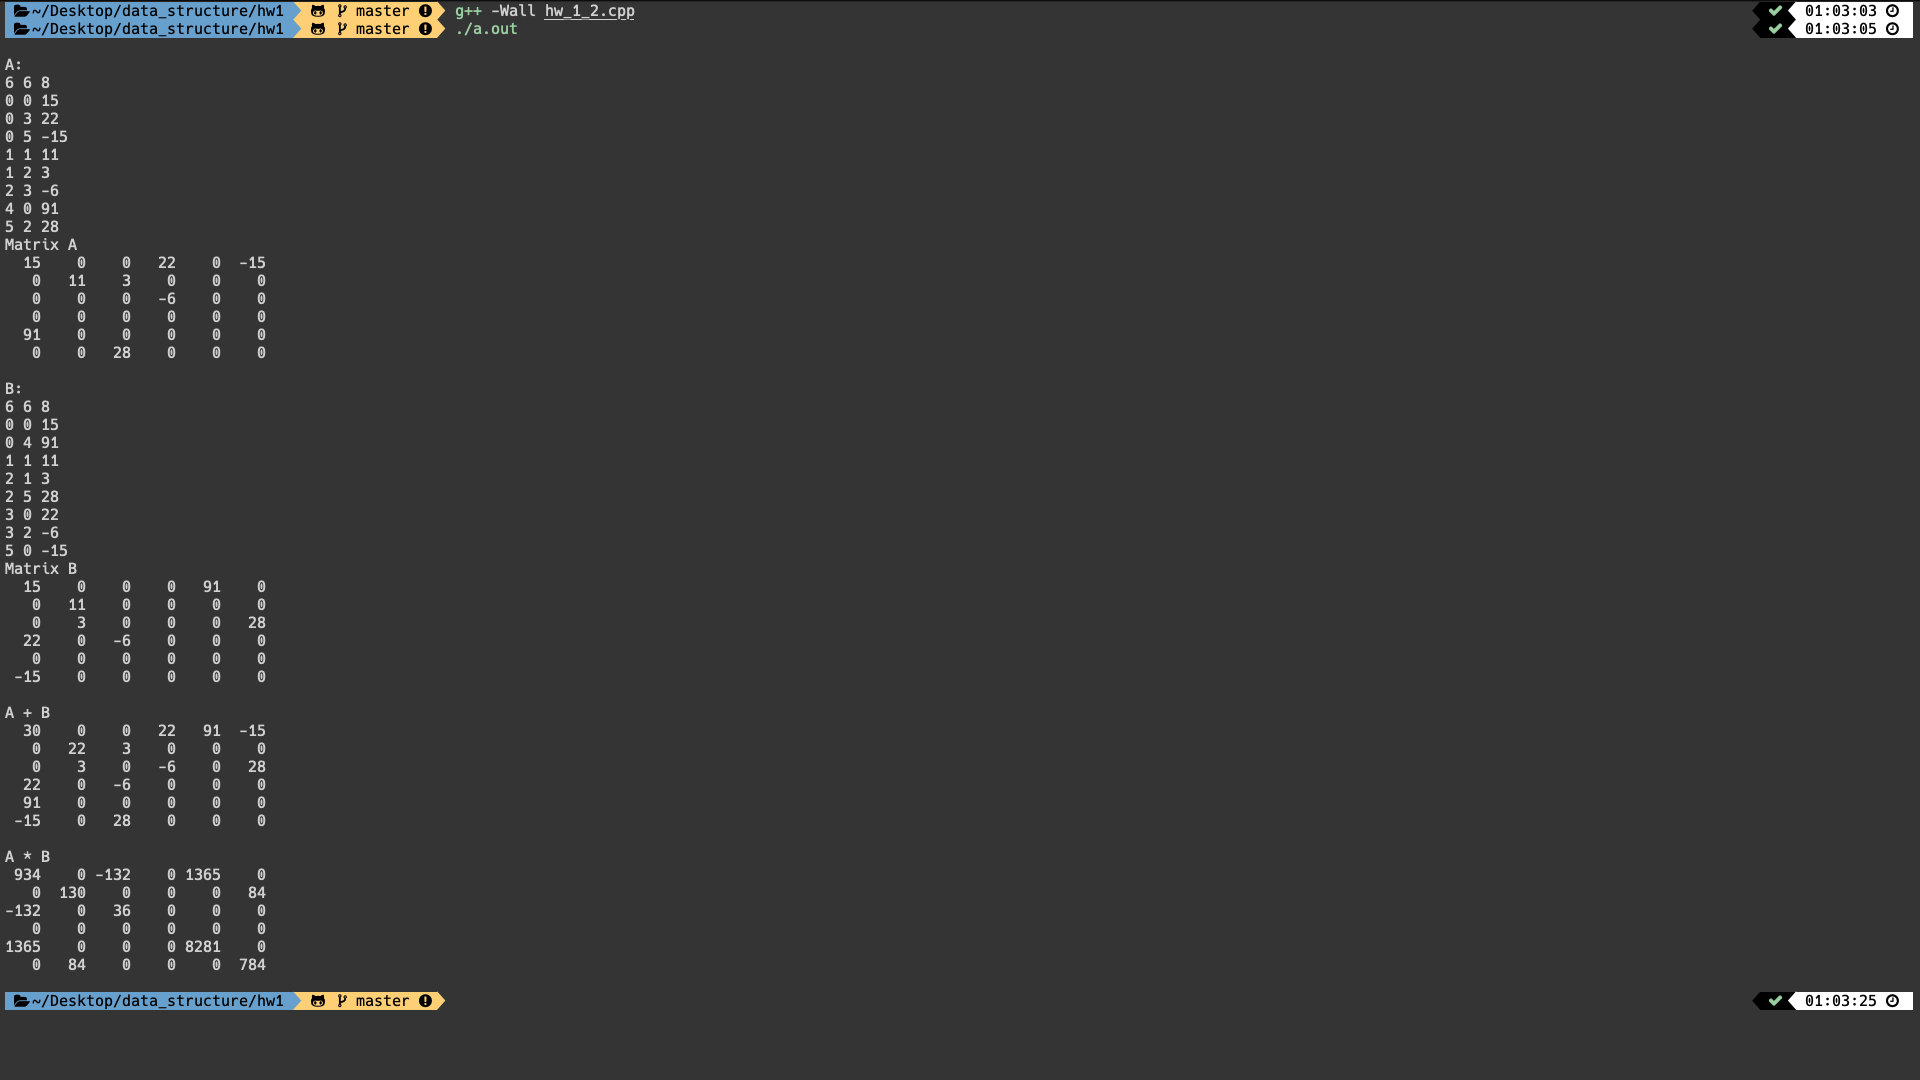 ~/Desktop/data_structure/hw1 master g++ -Wall hw_1_2.cpp 01:03:03
~/Desktop/data_structure/hw1 master ./a.out 01:03:05
A:
6 6 8
0 0 15
0 3 22
0 5 -15
1 1 11
1 2 3
2 3 -6
4 0 91
5 2 28
Matrix A
15 0 0 22 0 -15
0 11 3 0 0 0
0 0 0 -6 0 0
0 0 0 0 0 0
91 0 0 0 0 0
0 0 28 0 0 0
B:
6 6 8
0 0 15
0 4 91
1 1 11
2 1 3
2 5 28
3 0 22
3 2 -6
5 0 -15
Matrix B
15 0 0 0 91 0
0 11 0 0 0 0
0 3 0 0 0 28
22 0 -6 0 0 0
0 0 0 0 0 0
-15 0 0 0 0 0
A + B
30 0 0 22 91 -15
0 22 3 0 0 0
0 3 0 -6 0 28
22 0 -6 0 0 0
91 0 0 0 0 0
-15 0 28 0 0 0
A * B
934 0 -132 0 1365 0
0 130 0 0 0 84
-132 0 36 0 0 0
0 0 0 0 0 0
1365 0 0 0 8281 0
0 84 0 0 0 784
~/Desktop/data_structure/hw1 master 01:03:25